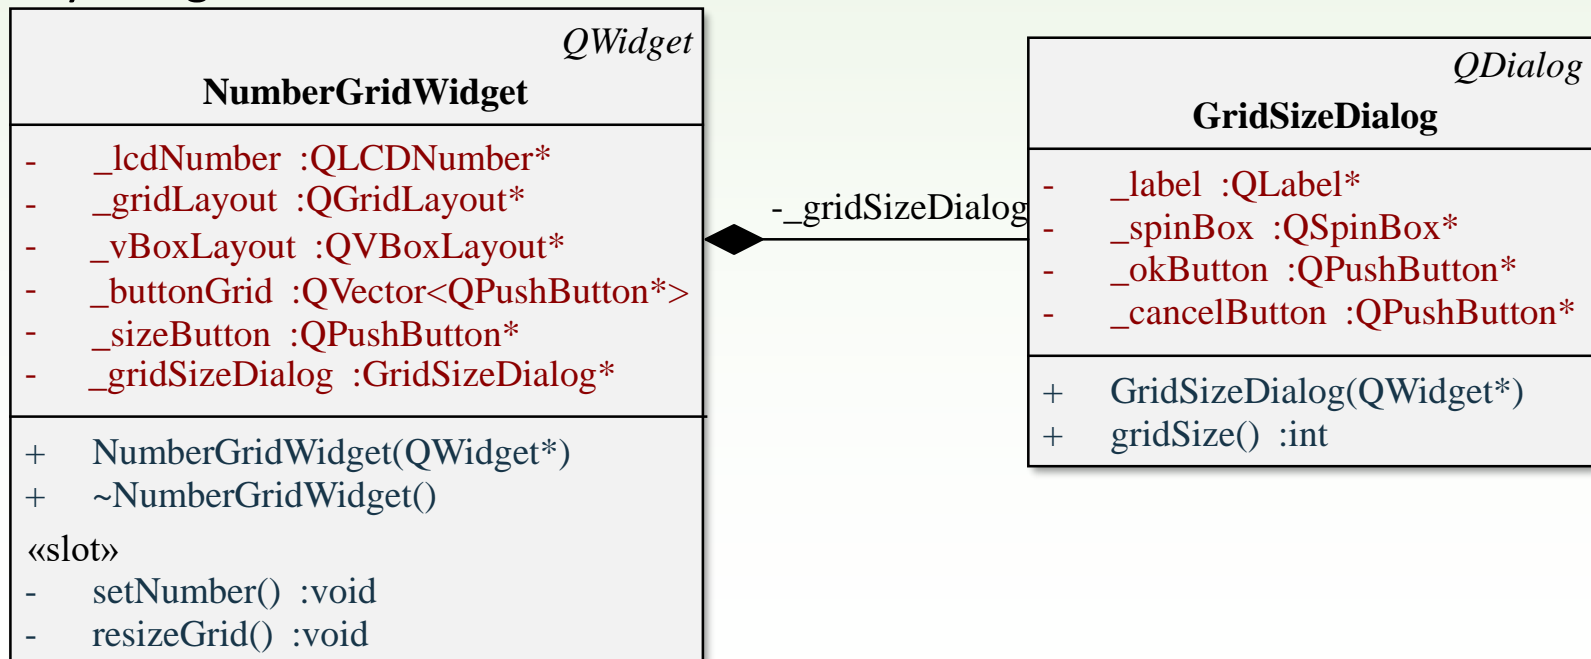 QWidget
NumberGridWidget
- _lcdNumber :QLCDNumber*
- _gridLayout :QGridLayout*
- _vBoxLayout :QVBoxLayout*
- _buttonGrid :QVector<QPushButton*>
- _sizeButton :QPushButton*
- _gridSizeDialog :GridSizeDialog*
+ NumberGridWidget(QWidget*)
+ ~NumberGridWidget()
«slot»
- setNumber() :void
- resizeGrid() :void
-_gridSizeDialog
QDialog
GridSizeDialog
- _label :QLabel*
- _spinBox :QSpinBox*
- _okButton :QPushButton*
- _cancelButton :QPushButton*
+ GridSizeDialog(QWidget*)
+ gridSize() :int